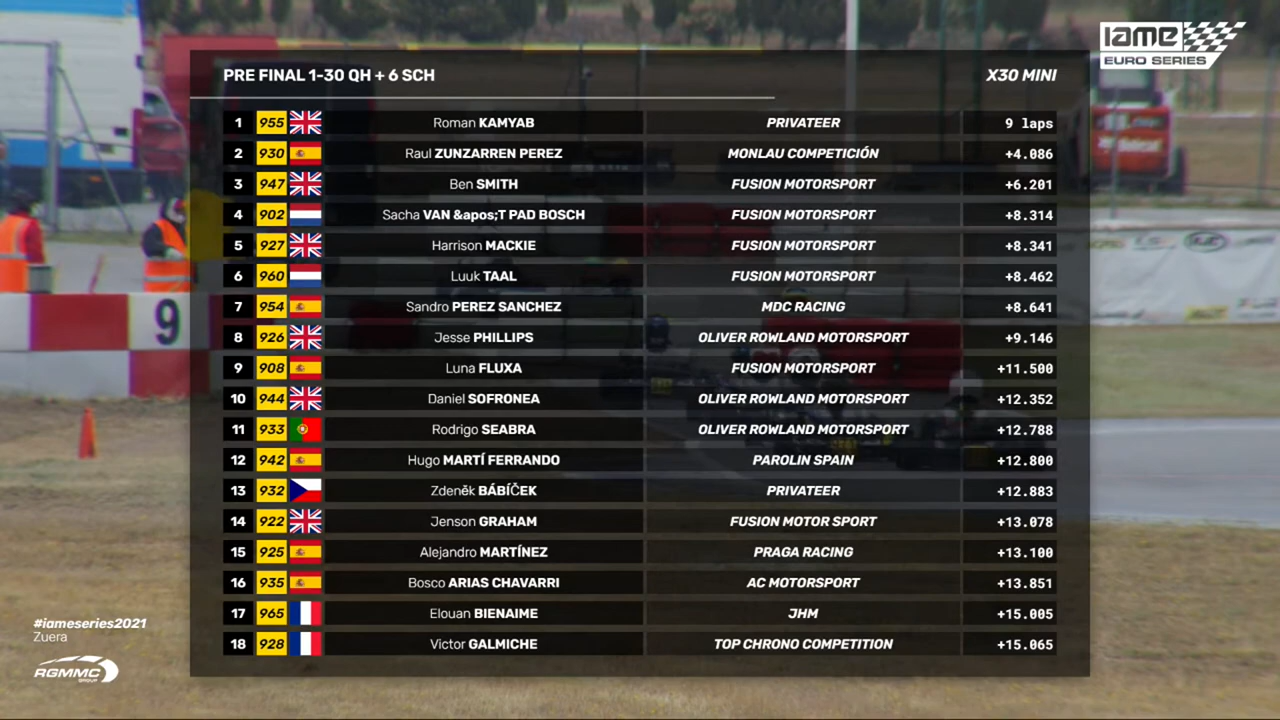 IAME
EURO SERIES
PRE FINAL 1-30 QH + 6 SCH X30 MINI
1 955 Roman KAMYAB PRIVATEER 9 laps
2 930 Raul ZUNZARREN PEREZ MONLAU COMPETICIÓN +4.086
3 947 Ben SMITH FUSION MOTORSPORT +6.201
4 902 Sacha VAN &apos;T PAD BOSCH FUSION MOTORSPORT +8.314
5 927 Harrison MACKIE FUSION MOTORSPORT +8.341
6 960 Luuk TAAL FUSION MOTORSPORT +8.462
7 954 Sandro PEREZ SANCHEZ MDC RACING +8.641
8 926 Jesse PHILLIPS OLIVER ROWLAND MOTORSPORT +9.146
9 908 Luna FLUXA FUSION MOTORSPORT +11.500
10 944 Daniel SOFRONEA OLIVER ROWLAND MOTORSPORT +12.352
11 933 Rodrigo SEABRA OLIVER ROWLAND MOTORSPORT +12.788
12 942 Hugo MARTÍ FERRANDO PAROLIN SPAIN +12.800
13 932 Zdeněk BÁBÍČEK PRIVATEER +12.883
14 922 Jenson GRAHAM FUSION MOTOR SPORT +13.078
15 925 Alejandro MARTÍNEZ PRAGA RACING +13.100
16 935 Bosco ARIAS CHAVARRI AC MOTORSPORT +13.851
17 965 Elouan BIENAIME JHM +15.005
18 928 Victor GALMICHE TOP CHRONO COMPETITION +15.065
9
#iameseries2021
Zuera
RGMMC
GROUP